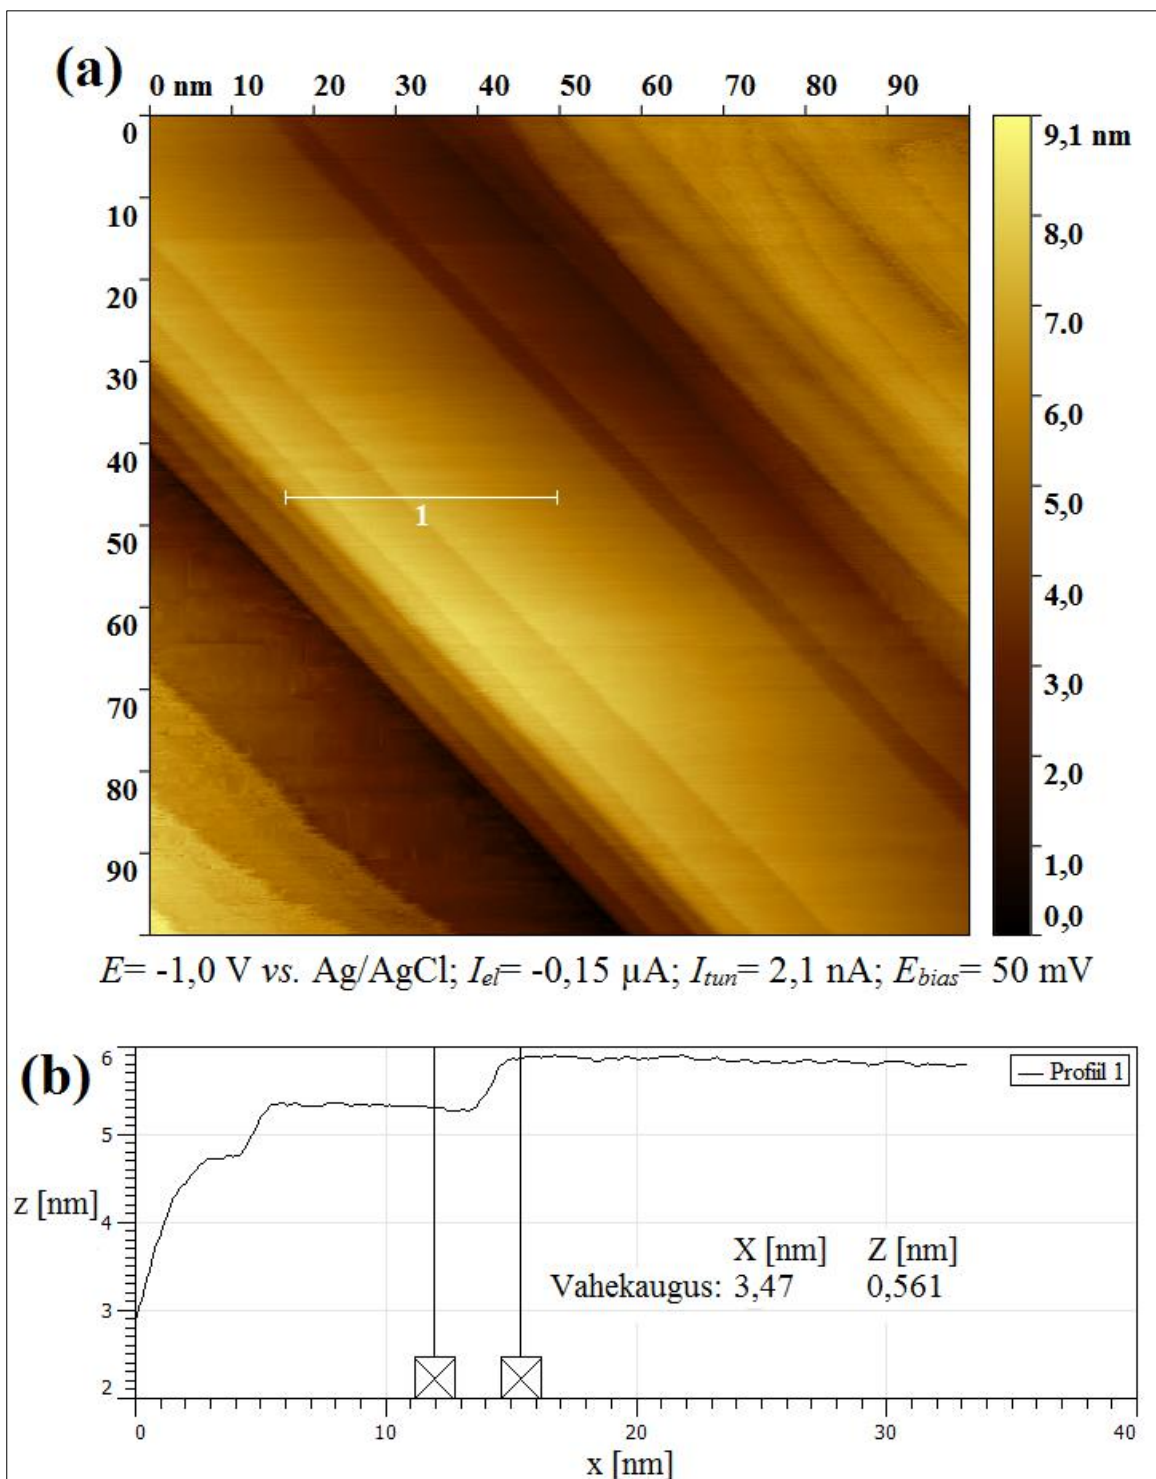 (a)
0 nm 10 20 30 40 50 60 70 80 90
0
10
20
30
40
50
60
70
80
90
1
9,1 nm
8,0
7.0
6,0
5,0
4,0
3,0
2,0
1,0
0,0
E= -1,0 V vs. Ag/AgCl; Iel= -0,15 µA; Itun= 2,1 nA; Ebias= 50 mV
(b)
6
5
4
3
2
z [nm]
Profiil 1
X [nm] Z [nm]
Vahekaugus: 3,47 0,561
0 10 20 30 40
x [nm]